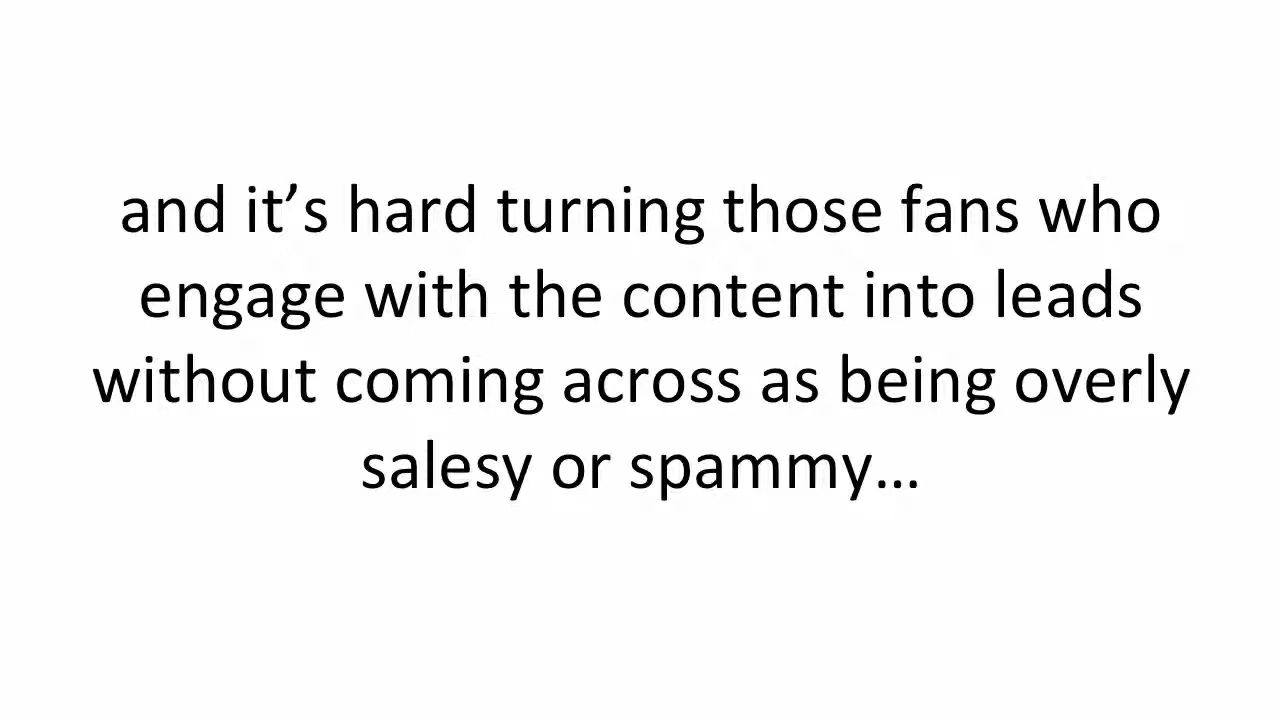 and it’s hard turning those fans who
engage with the content into leads
without coming across as being overly
salesy or spammy…